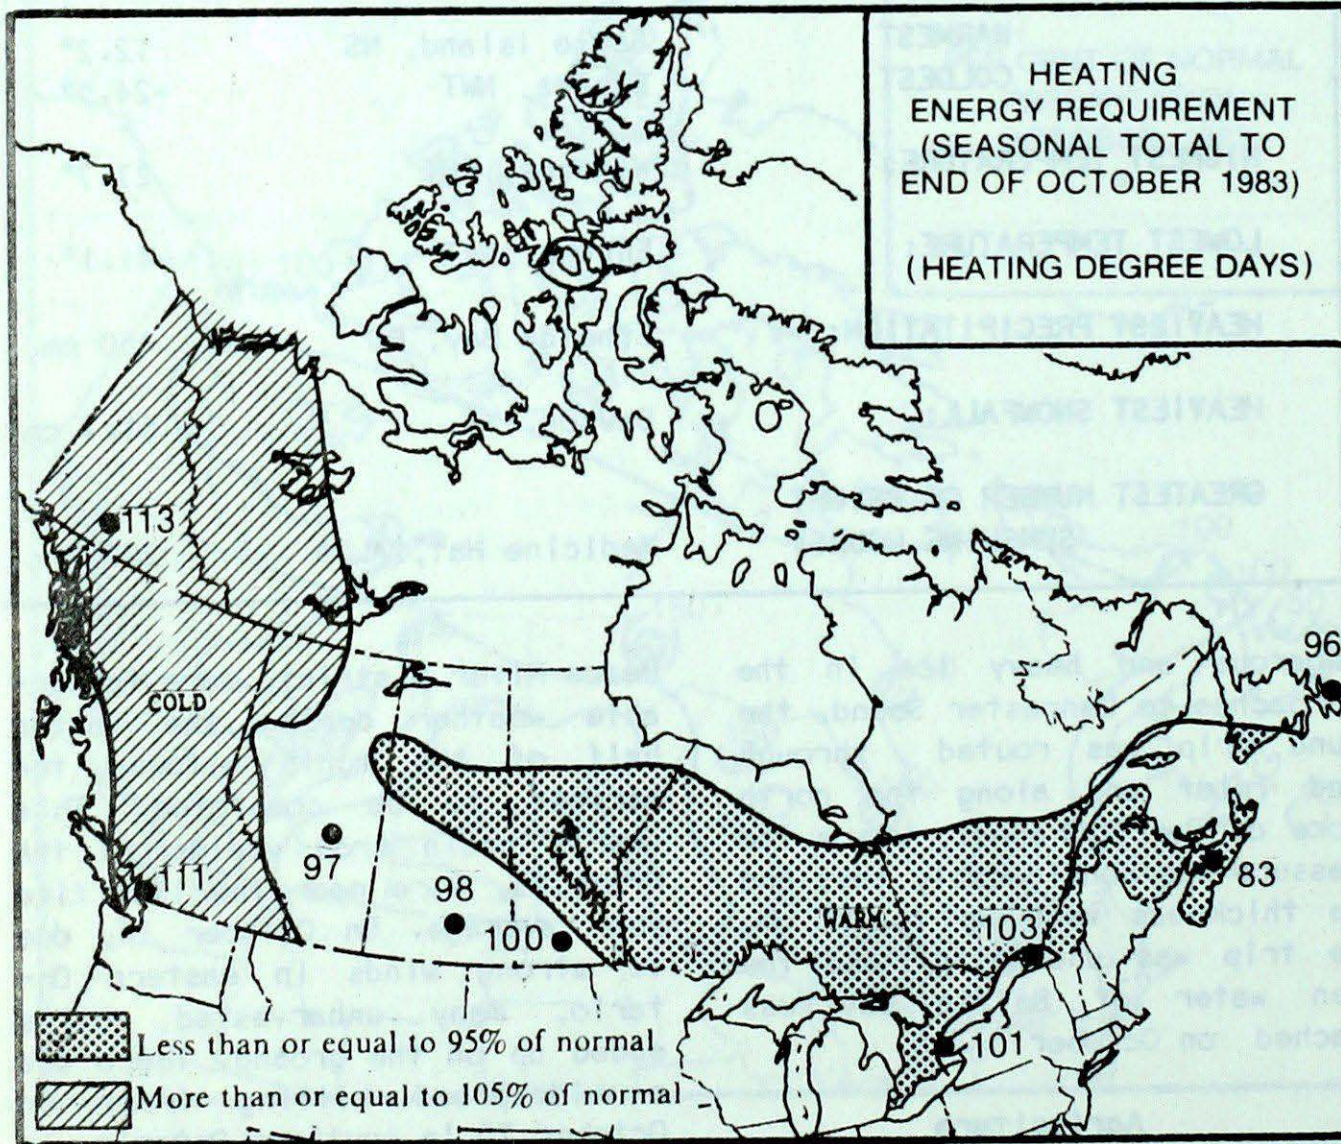 HEATING
ENERGY REQUIREMENT
(SEASONAL TOTAL TO
END OF OCTOBER 1983)
(HEATING DEGREE DAYS)
113
96
COLD
97
111
98
100
WARM
103
83
101
Less than or equal to 95% of normal
More than or equal to 105% of normal